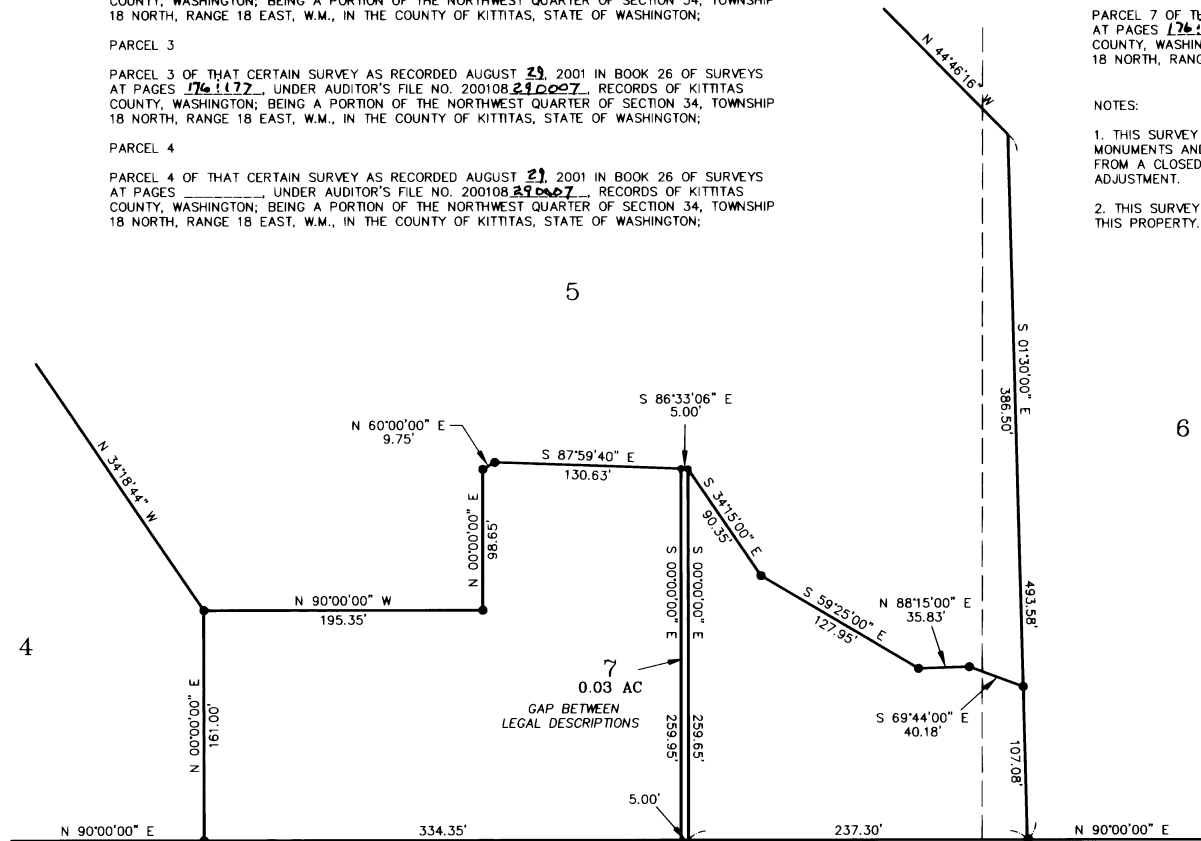 COUNTY, WASHINGTON; BEING A PORTION OF THE NORTHWEST QUARTER OF SECTION 34, TOWNSHIP
18 NORTH, RANGE 18 EAST, W.M., IN THE COUNTY OF KITTITAS, STATE OF WASHINGTON;
PARCEL 3
PARCEL 3 OF THAT CERTAIN SURVEY AS RECORDED AUGUST 29, 2001 IN BOOK 26 OF SURVEYS
AT PAGES 176 & 177, UNDER AUDITOR'S FILE NO. 200108290007, RECORDS OF KITTITAS
COUNTY, WASHINGTON; BEING A PORTION OF THE NORTHWEST QUARTER OF SECTION 34, TOWNSHIP
18 NORTH, RANGE 18 EAST, W.M., IN THE COUNTY OF KITTITAS, STATE OF WASHINGTON;
PARCEL 4
PARCEL 4 OF THAT CERTAIN SURVEY AS RECORDED AUGUST 29, 2001 IN BOOK 26 OF SURVEYS
AT PAGES ________, UNDER AUDITOR'S FILE NO. 200108290007, RECORDS OF KITTITAS
COUNTY, WASHINGTON; BEING A PORTION OF THE NORTHWEST QUARTER OF SECTION 34, TOWNSHIP
18 NORTH, RANGE 18 EAST, W.M., IN THE COUNTY OF KITTITAS, STATE OF WASHINGTON;
PARCEL 7 OF
AT PAGES 176
COUNTY, WASHIN
18 NORTH, RANG
NOTES:
1. THIS SURVEY
MONUMENTS AND
FROM A CLOSED
ADJUSTMENT.
2. THIS SURVEY
THIS PROPERTY.
N 44°46'16" W
5
S 01°30'00" E
386.50'
6
S 86°33'06" E
5.00'
N 60°00'00" E
9.75'
S 87°59'40" E
130.63'
N 34°18'44" W
N 00°00'00" E
98.65'
S 34°15'00" E
90.35'
S 00°00'00" E
S 00°00'00" E
N 90°00'00" W
195.35'
S 59°25'00" E
127.95'
N 88°15'00" E
35.83'
493.58'
4
7
0.03 AC
GAP BETWEEN
LEGAL DESCRIPTIONS
N 00°00'00" E
161.00'
259.95'
259.65'
S 69°44'00" E
40.18'
107.08'
5.00'
N 90°00'00" E
334.35'
237.30'
N 90°00'00" E